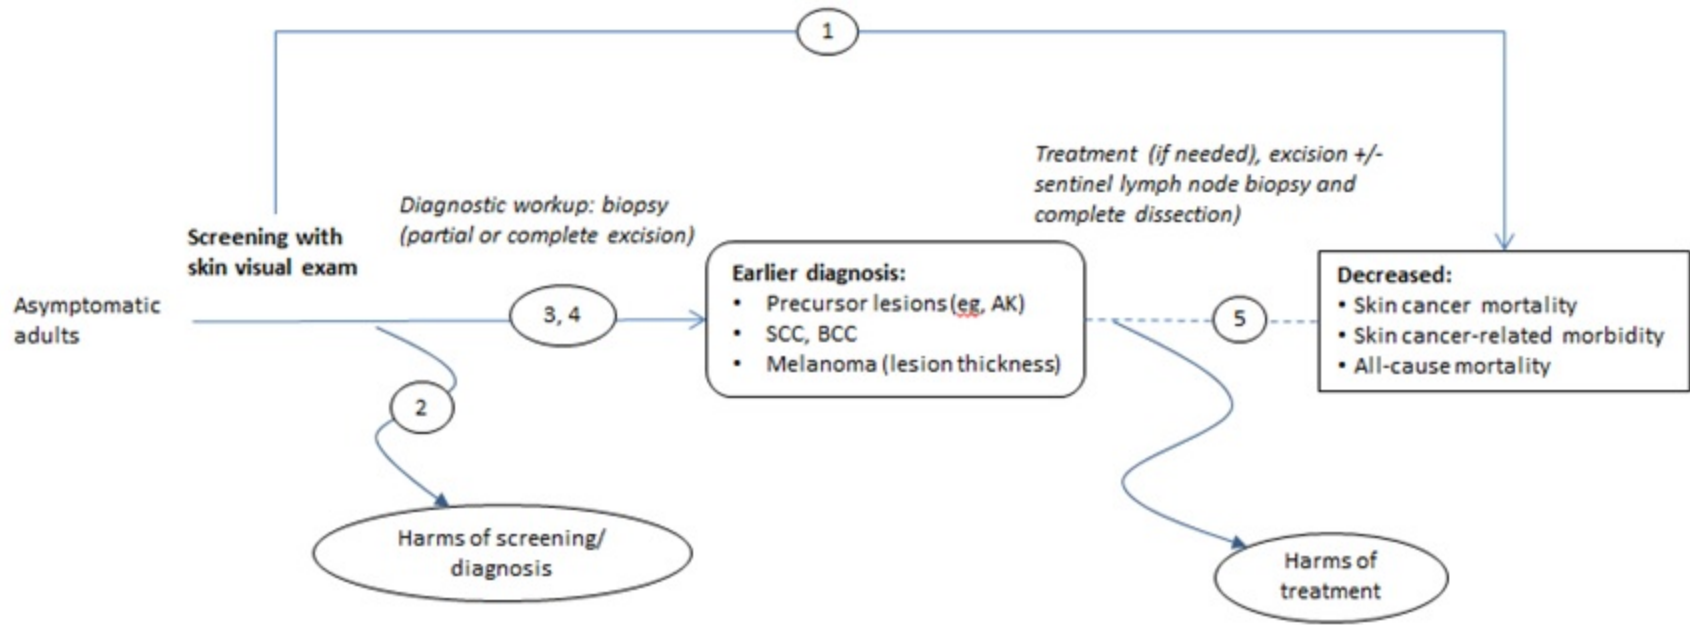 1
Treatment (if needed), excision +/-
sentinel lymph node biopsy and
complete dissection)
Diagnostic workup: biopsy
(partial or complete excision)
Screening with
skin visual exam
Asymptomatic
adults
3, 4
Earlier diagnosis:
• Precursor lesions (eg, AK)
• SCC, BCC
• Melanoma (lesion thickness)
5
Decreased:
• Skin cancer mortality
• Skin cancer-related morbidity
• All-cause mortality
2
Harms of screening/
diagnosis
Harms of
treatment